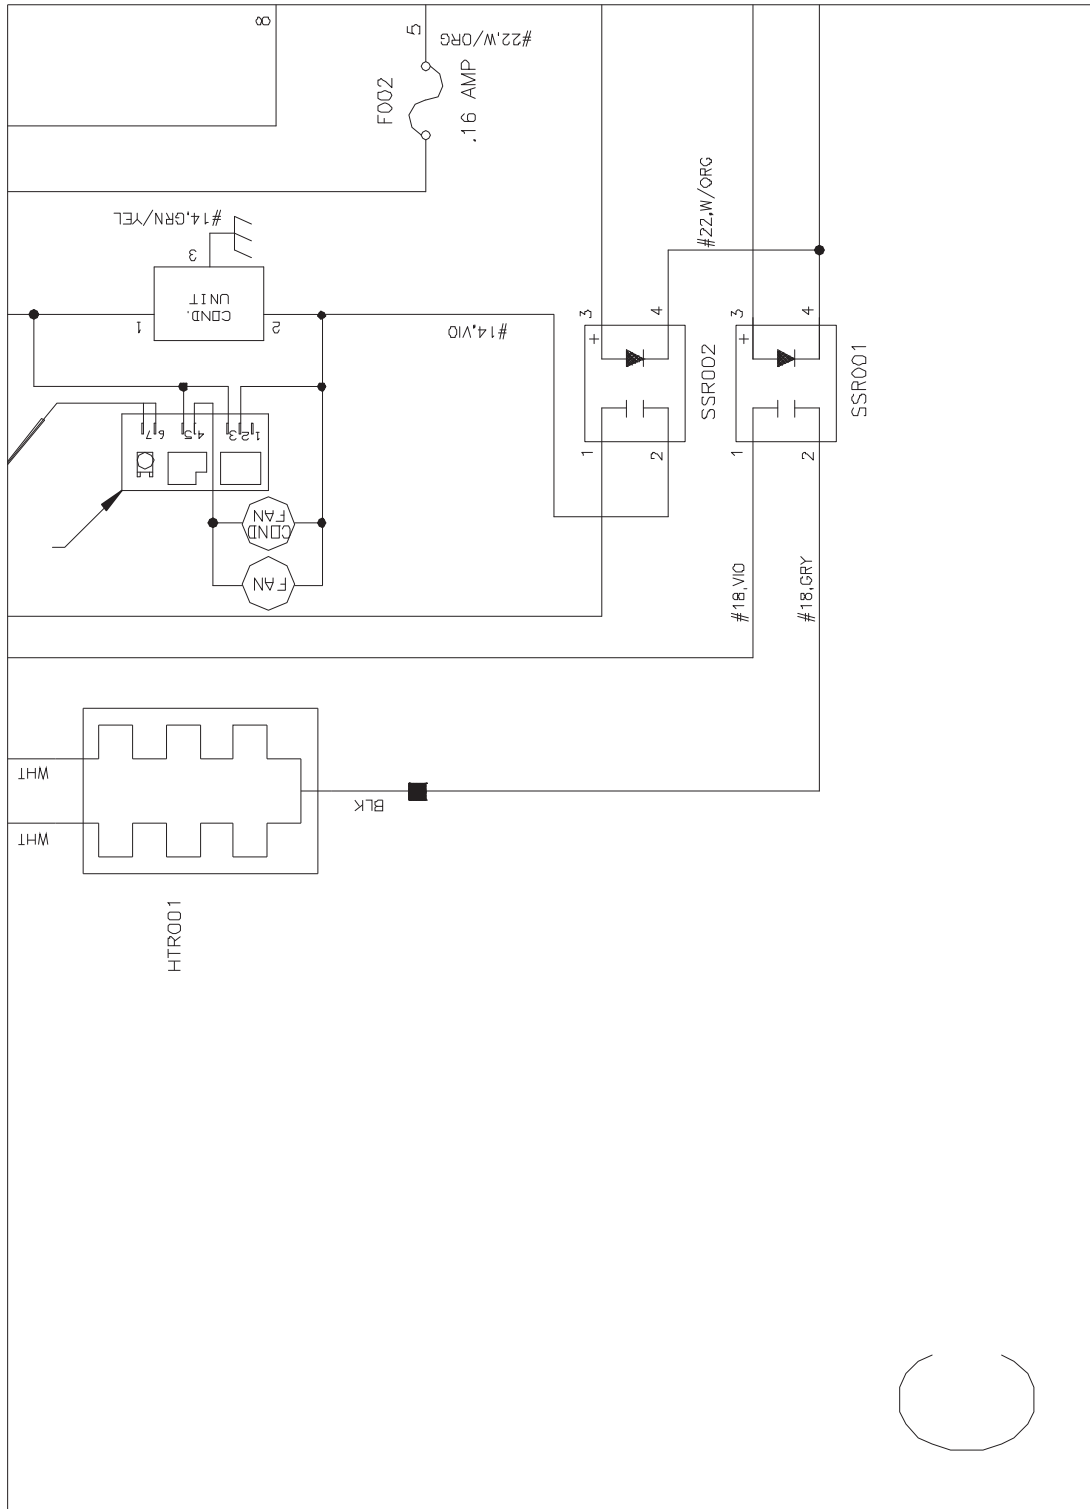 8
5
#22,W/ORG
F002
.16 AMP
#14,GRN/YEL
3
COND.
UNIT
1
2
#14,VIO
#22,W/ORG
3
+
4
SSR002
1
2
3
+
4
SSR001
1
2
7 6
5 4
3 2 1
COND
FAN
FAN
#18,VIO
#18,GRY
WHT
WHT
BLK
HTR001